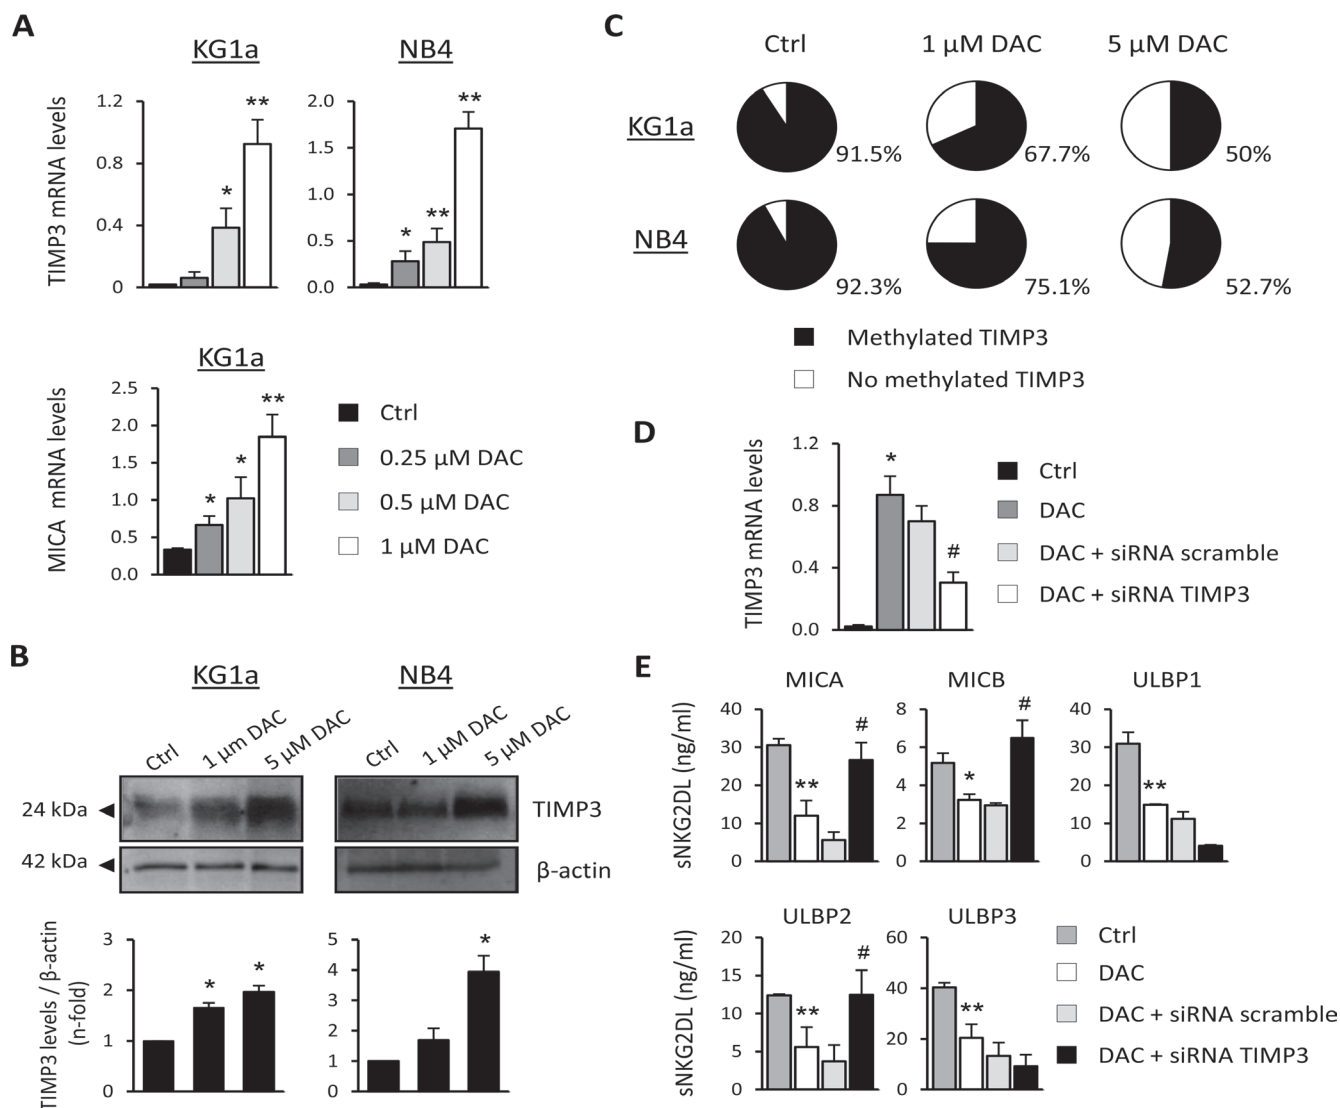 A
KG1a
NB4
TIMP3 mRNA levels
1.2
0.8
0.4
0
*
**
2.0
1.5
1.0
0.5
0.0
*
**
**
KG1a
MICA mRNA levels
2.5
2.0
1.5
1.0
0.5
0.0
*
*
**
Ctrl
0.25 µM DAC
0.5 µM DAC
1 µM DAC
B
KG1a
NB4
Ctrl
1 µm DAC
5 µM DAC
Ctrl
1 µM DAC
5 µM DAC
24 kDa
TIMP3
42 kDa
β-actin
TIMP3 levels / β-actin
(n-fold)
3
2
1
0
*
*
5
4
3
2
1
0
*
C
Ctrl
1 µM DAC
5 µM DAC
KG1a
91.5%
67.7%
50%
NB4
92.3%
75.1%
52.7%
Methylated TIMP3
No methylated TIMP3
D
TIMP3 mRNA levels
1.2
0.8
0.4
0.0
*
#
Ctrl
DAC
DAC + siRNA scramble
DAC + siRNA TIMP3
E
MICA
MICB
ULBP1
sNKG2DL (ng/ml)
40
30
20
10
0
**
#
8
6
4
2
0
*
#
40
30
20
10
0
**
ULBP2
ULBP3
sNKG2DL (ng/ml)
20
15
10
5
0
**
#
60
40
20
0
**
Ctrl
DAC
DAC + siRNA scramble
DAC + siRNA TIMP3